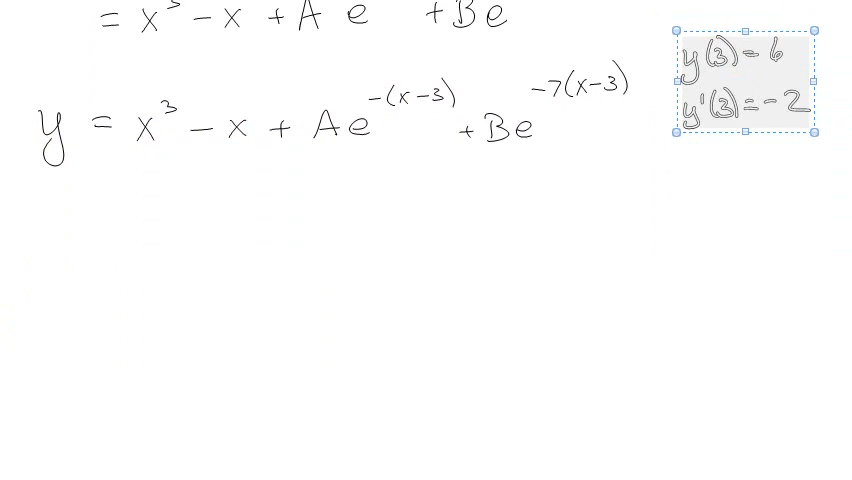 = x³ - x + A e + Be
y(3) = 6
y'(3) = -2
y = x³ - x + Ae^{-(x-3)} + Be^{-7(x-3)}